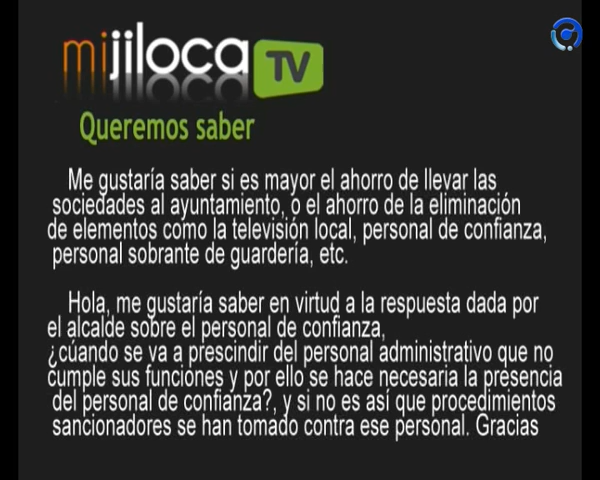 mijiloca TV
Queremos saber
Me gustaría saber si es mayor el ahorro de llevar las
sociedades al ayuntamiento, o el ahorro de la eliminación
de elementos como la televisión local, personal de confianza,
personal sobrante de guardería, etc.
Hola, me gustaría saber en virtud a la respuesta dada por
el alcalde sobre el personal de confianza,
¿cúando se va a prescindir del personal administrativo que no
cumple sus funciones y por ello se hace necesaria la presencia
del personal de confianza?, y si no es así que procedimientos
sancionadores se han tomado contra ese personal. Gracias